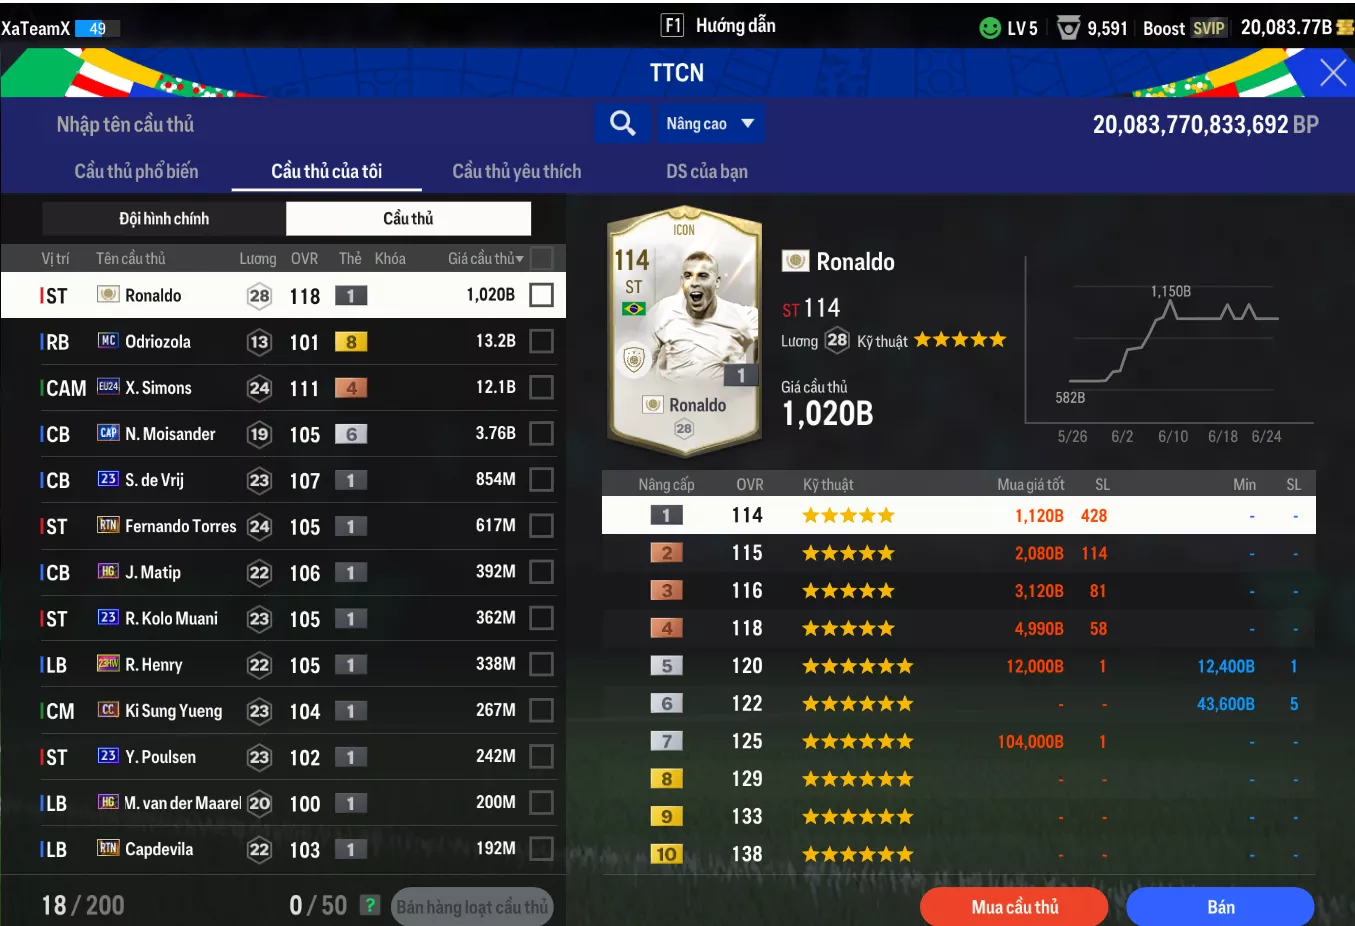 XaTeamX 49 F1 Hướng dẫn LV 5 9,591 Boost SVIP 20,083.77B
TTCN
Nhập tên cầu thủ Nâng cao 20,083,770,833,692 BP
Cầu thủ phổ biến Cầu thủ của tôi Cầu thủ yêu thích DS của bạn
Đội hình chính Cầu thủ
Vị trí Tên cầu thủ Lương OVR Thẻ Khóa Giá cầu thủ
ST Ronaldo 28 118 1 1,020B
RB MC Odriozola 13 101 8 13.2B
CAM EU24 X. Simons 24 111 4 12.1B
CB CAP N. Moisander 19 105 6 3.76B
CB 23 S. de Vrij 23 107 1 854M
ST RTN Fernando Torres 24 105 1 617M
CB HG J. Matip 22 106 1 392M
ST 23 R. Kolo Muani 23 105 1 362M
LB 23HW R. Henry 22 105 1 338M
CM CC Ki Sung Yueng 23 104 1 267M
ST 23 Y. Poulsen 23 102 1 242M
LB HG M. van der Maarel 20 100 1 200M
LB RTN Capdevila 22 103 1 192M
18 / 200 0 / 50 ? Bán hàng loạt cầu thủ
ICON
114
ST
1
Ronaldo
28
Ronaldo
ST 114
Lương 28 Kỹ thuật
Giá cầu thủ
1,020B
1,150B
582B
5/26 6/2 6/10 6/18 6/24
Nâng cấp OVR Kỹ thuật Mua giá tốt SL Min SL
1 114 ★★★★★ 1,120B 428 - -
2 115 ★★★★★ 2,080B 114 - -
3 116 ★★★★★ 3,120B 81 - -
4 118 ★★★★★ 4,990B 58 - -
5 120 ★★★★★★ 12,000B 1 12,400B 1
6 122 ★★★★★★ - - 43,600B 5
7 125 ★★★★★★ 104,000B 1 - -
8 129 ★★★★★★ - - - -
9 133 ★★★★★★ - - - -
10 138 ★★★★★★ - - - -
Mua cầu thủ Bán